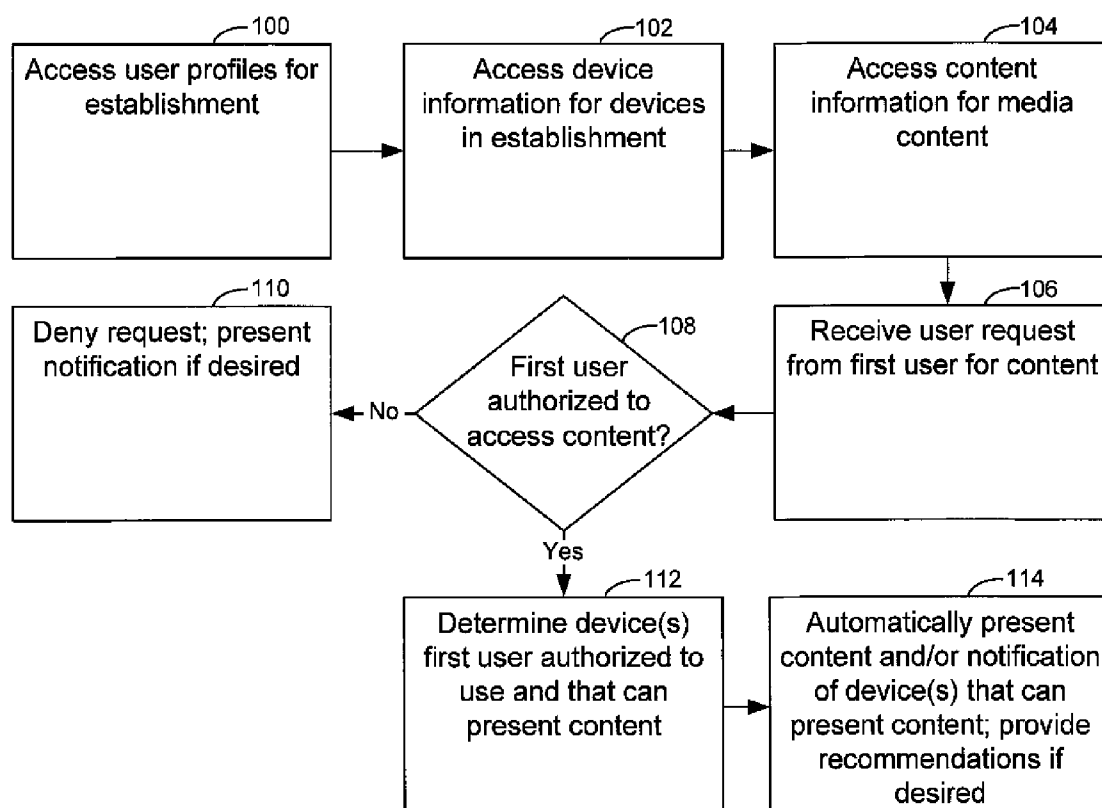 100
Access user profiles for
establishment
102
Access device
information for devices
in establishment
104
Access content
information for media
content
106
Receive user request
from first user for content
108
First user
authorized to
access content?
No
110
Deny request; present
notification if desired
Yes
112
Determine device(s)
first user authorized to
use and that can
present content
114
Automatically present
content and/or notification
of device(s) that can
present content; provide
recommendations if
desired